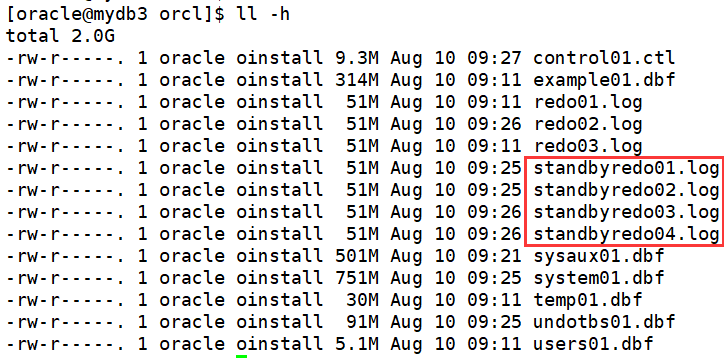 [oracle@mydb3 orcl]$ ll -h
total 2.0G
-rw-r-----. 1 oracle oinstall 9.3M Aug 10 09:27 control01.ctl
-rw-r-----. 1 oracle oinstall 314M Aug 10 09:11 example01.dbf
-rw-r-----. 1 oracle oinstall  51M Aug 10 09:11 redo01.log
-rw-r-----. 1 oracle oinstall  51M Aug 10 09:26 redo02.log
-rw-r-----. 1 oracle oinstall  51M Aug 10 09:11 redo03.log
-rw-r-----. 1 oracle oinstall  51M Aug 10 09:25 standbyredo01.log
-rw-r-----. 1 oracle oinstall  51M Aug 10 09:25 standbyredo02.log
-rw-r-----. 1 oracle oinstall  51M Aug 10 09:26 standbyredo03.log
-rw-r-----. 1 oracle oinstall  51M Aug 10 09:26 standbyredo04.log
-rw-r-----. 1 oracle oinstall 501M Aug 10 09:21 sysaux01.dbf
-rw-r-----. 1 oracle oinstall 751M Aug 10 09:25 system01.dbf
-rw-r-----. 1 oracle oinstall  30M Aug 10 09:11 temp01.dbf
-rw-r-----. 1 oracle oinstall  91M Aug 10 09:25 undotbs01.dbf
-rw-r-----. 1 oracle oinstall 5.1M Aug 10 09:11 users01.dbf